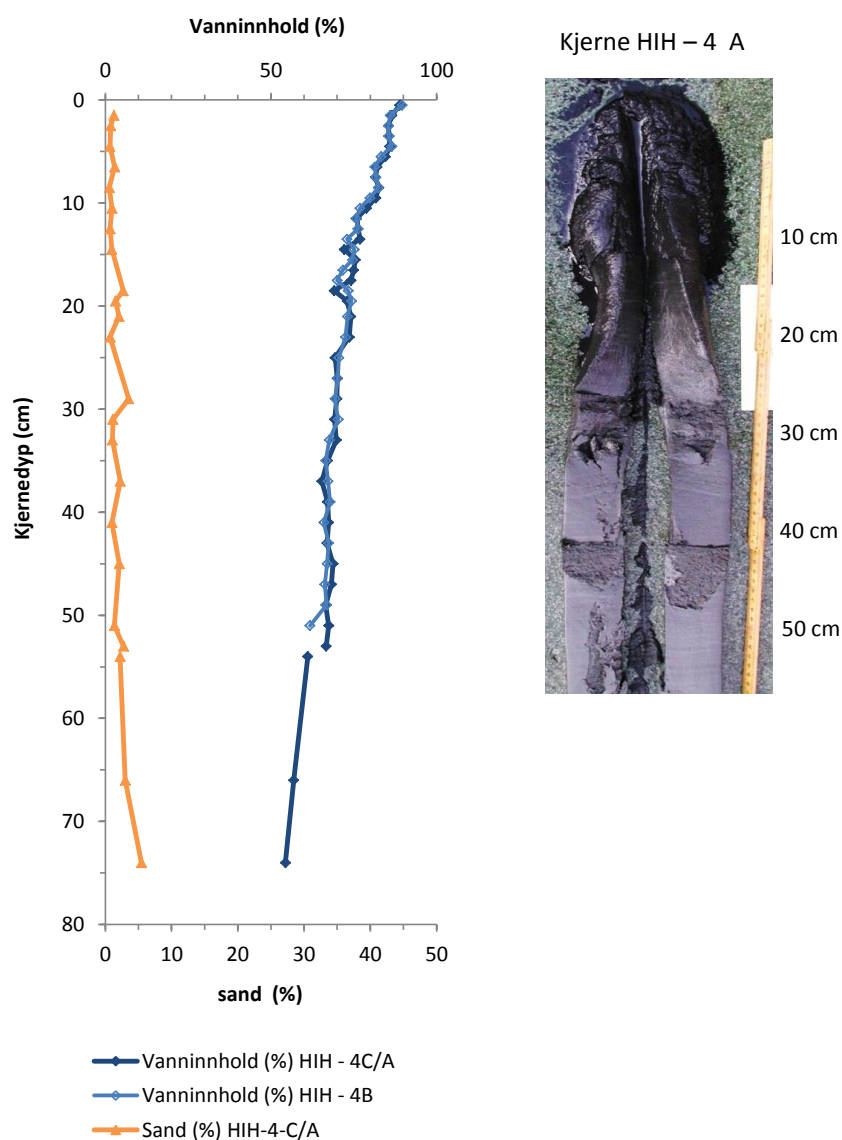 Vanninnhold (%)
0 50 100
0
10
20
30
40
50
60
70
80
Kjernedyp (cm)
0 10 20 30 40 50
sand (%)
Vanninnhold (%) HIH - 4C/A
Vanninnhold (%) HIH - 4B
Sand (%) HIH-4-C/A
Kjerne HIH – 4 A
10 cm
20 cm
30 cm
40 cm
50 cm